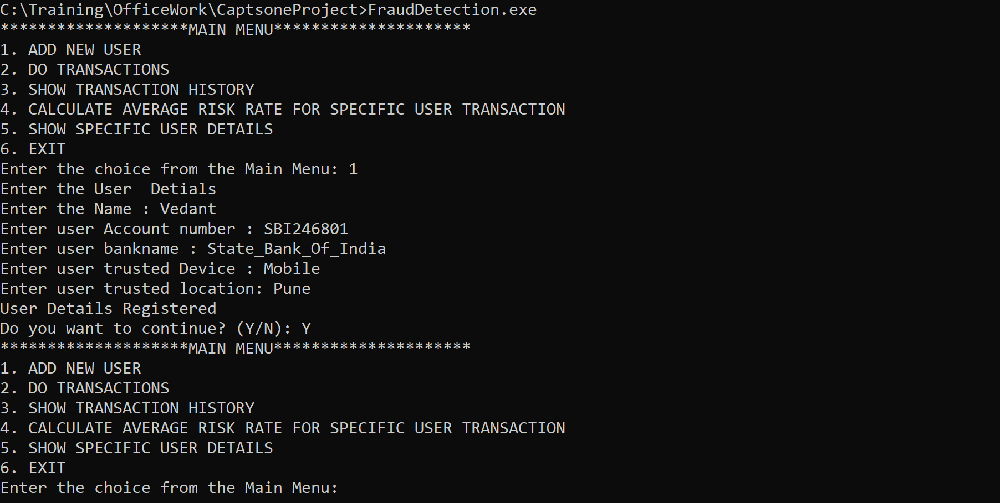 C:\Training\OfficeWork\CaptsoneProject>FraudDetection.exe
********************MAIN MENU*********************
1. ADD NEW USER
2. DO TRANSACTIONS
3. SHOW TRANSACTION HISTORY
4. CALCULATE AVERAGE RISK RATE FOR SPECIFIC USER TRANSACTION
5. SHOW SPECIFIC USER DETAILS
6. EXIT
Enter the choice from the Main Menu: 1
Enter the User  Detials
Enter the Name : Vedant
Enter user Account number : SBI246801
Enter user bankname : State_Bank_Of_India
Enter user trusted Device : Mobile
Enter user trusted location: Pune
User Details Registered
Do you want to continue? (Y/N): Y
********************MAIN MENU*********************
1. ADD NEW USER
2. DO TRANSACTIONS
3. SHOW TRANSACTION HISTORY
4. CALCULATE AVERAGE RISK RATE FOR SPECIFIC USER TRANSACTION
5. SHOW SPECIFIC USER DETAILS
6. EXIT
Enter the choice from the Main Menu: